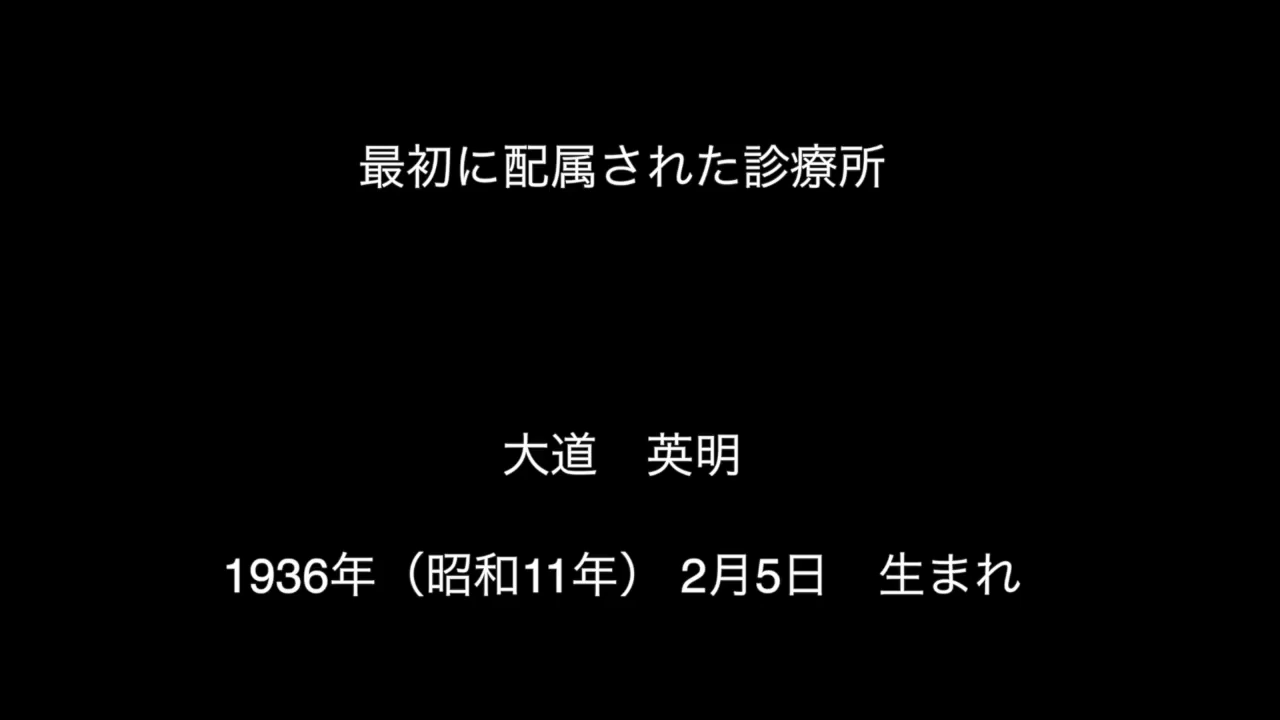 最初に配属された診療所
大道　英明
1936年（昭和11年） 2月5日　生まれ